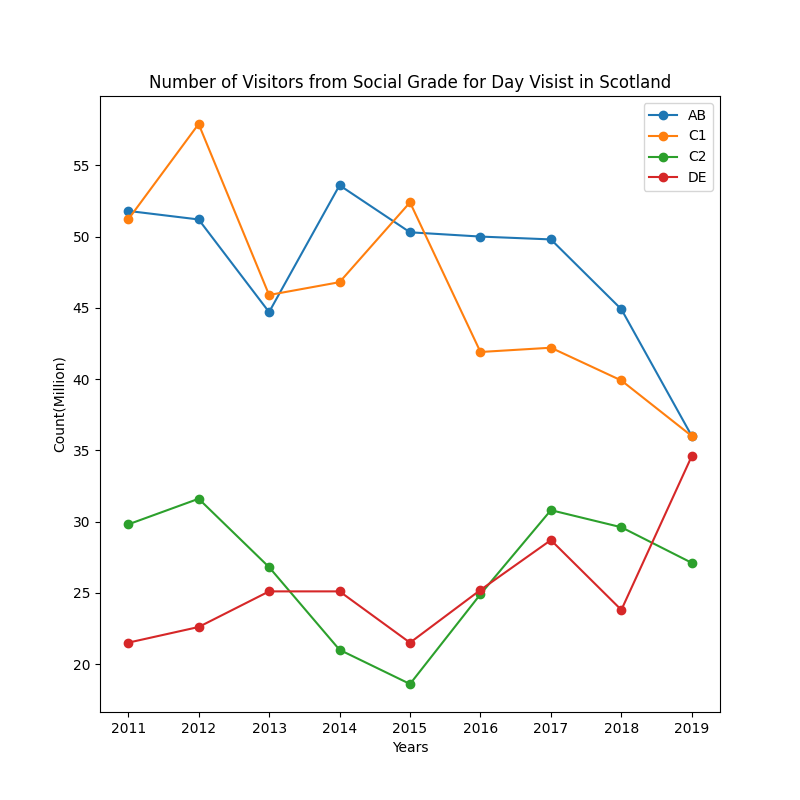 Number of Visitors from Social Grade for Day Visist in Scotland
AB
C1
C2
DE
55
50
45
40
35
30
25
20
Count(Million)
2011 2012 2013 2014 2015 2016 2017 2018 2019
Years